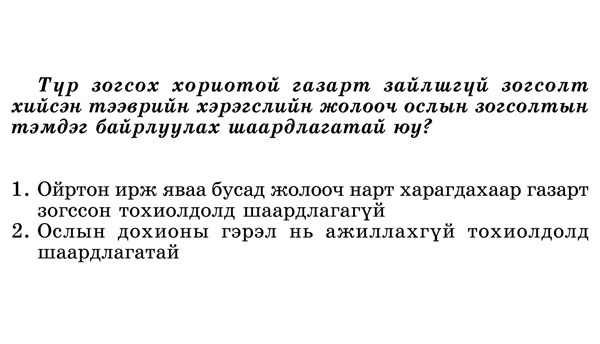 Түр зогсох хориотой газарт зайлшгүй зогсолт
хийсэн тээврийн хэрэгслийн жолооч ослын зогсолтын
тэмдэг байрлуулах шаардлагатай юу?
1. Ойртон ирж яваа бусад жолооч нарт харагдахаар газарт
зогссон тохиолдолд шаардлагагүй
2. Ослын дохионы гэрэл нь ажиллахгүй тохиолдолд
шаардлагатай